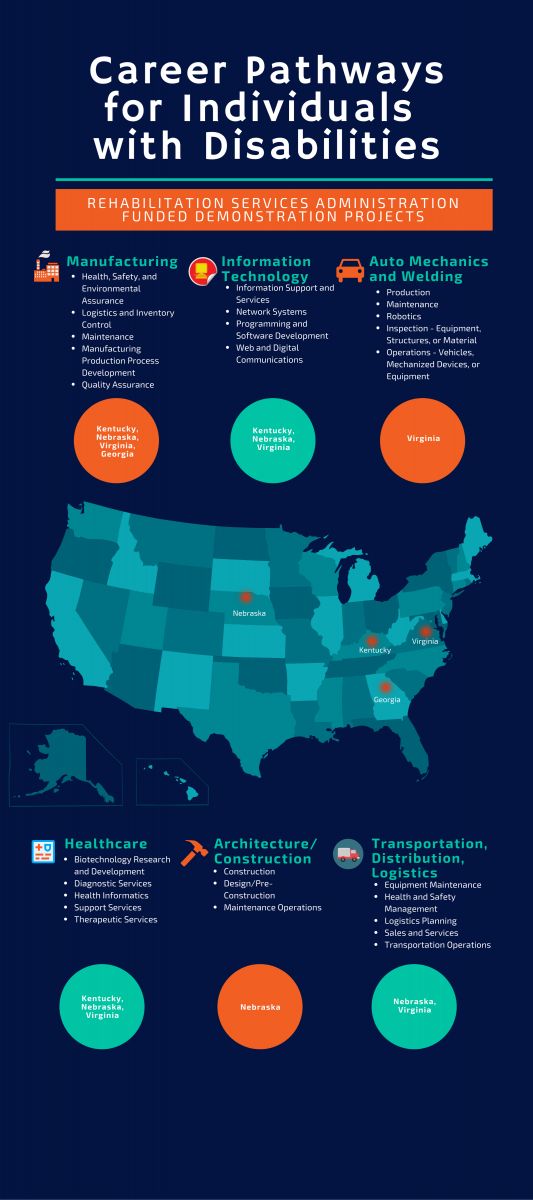 Career Pathways
for Individuals
with Disabilities
REHABILITATION SERVICES ADMINISTRATION
FUNDED DEMONSTRATION PROJECTS
Manufacturing
• Health, Safety, and
Environmental
Assurance
• Logistics and Inventory
Control
• Maintenance
• Manufacturing
Production Process
Development
• Quality Assurance
Information
Technology
• Information Support and
Services
• Network Systems
• Programming and
Software Development
• Web and Digital
Communications
Auto Mechanics
and Welding
• Production
• Maintenance
• Robotics
• Inspection - Equipment,
Structures, or Material
• Operations - Vehicles,
Mechanized Devices, or
Equipment
Kentucky,
Nebraska,
Virginia,
Georgia
Kentucky,
Nebraska,
Virginia
Virginia
Nebraska
Kentucky
Virginia
Georgia
Healthcare
• Biotechnology Research
and Development
• Diagnostic Services
• Health Informatics
• Support Services
• Therapeutic Services
Architecture/
Construction
• Construction
• Design/Pre-
Construction
• Maintenance Operations
Transportation,
Distribution,
Logistics
• Equipment Maintenance
• Health and Safety
Management
• Logistics Planning
• Sales and Services
• Transportation Operations
Kentucky,
Nebraska,
Virginia
Nebraska
Nebraska,
Virginia